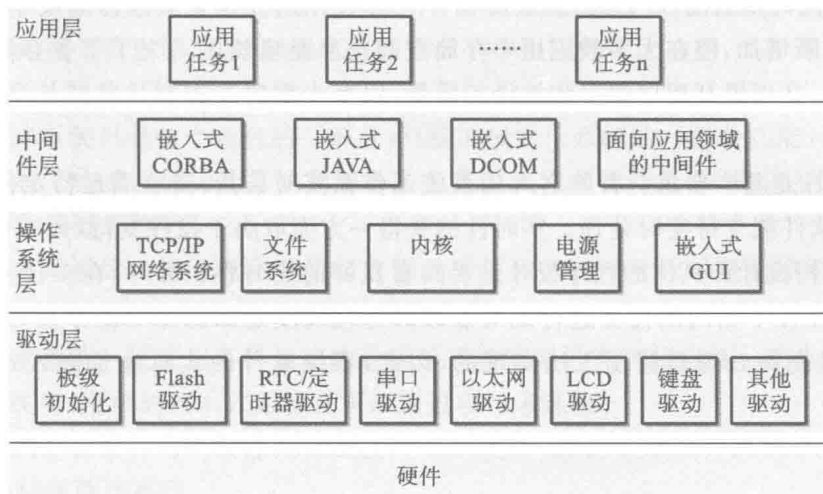 应用层
应用
任务1
应用
任务2
……
应用
任务n
中间
件层
嵌入式
CORBA
嵌入式
JAVA
嵌入式
DCOM
面向应用领域
的中间件
操作
系统
层
TCP/IP
网络系统
文件
系统
内核
电源
管理
嵌入式
GUI
驱动层
板级
初始化
Flash
驱动
RTC/定
时器驱动
串口
驱动
以太网
驱动
LCD
驱动
键盘
驱动
其他
驱动
硬件